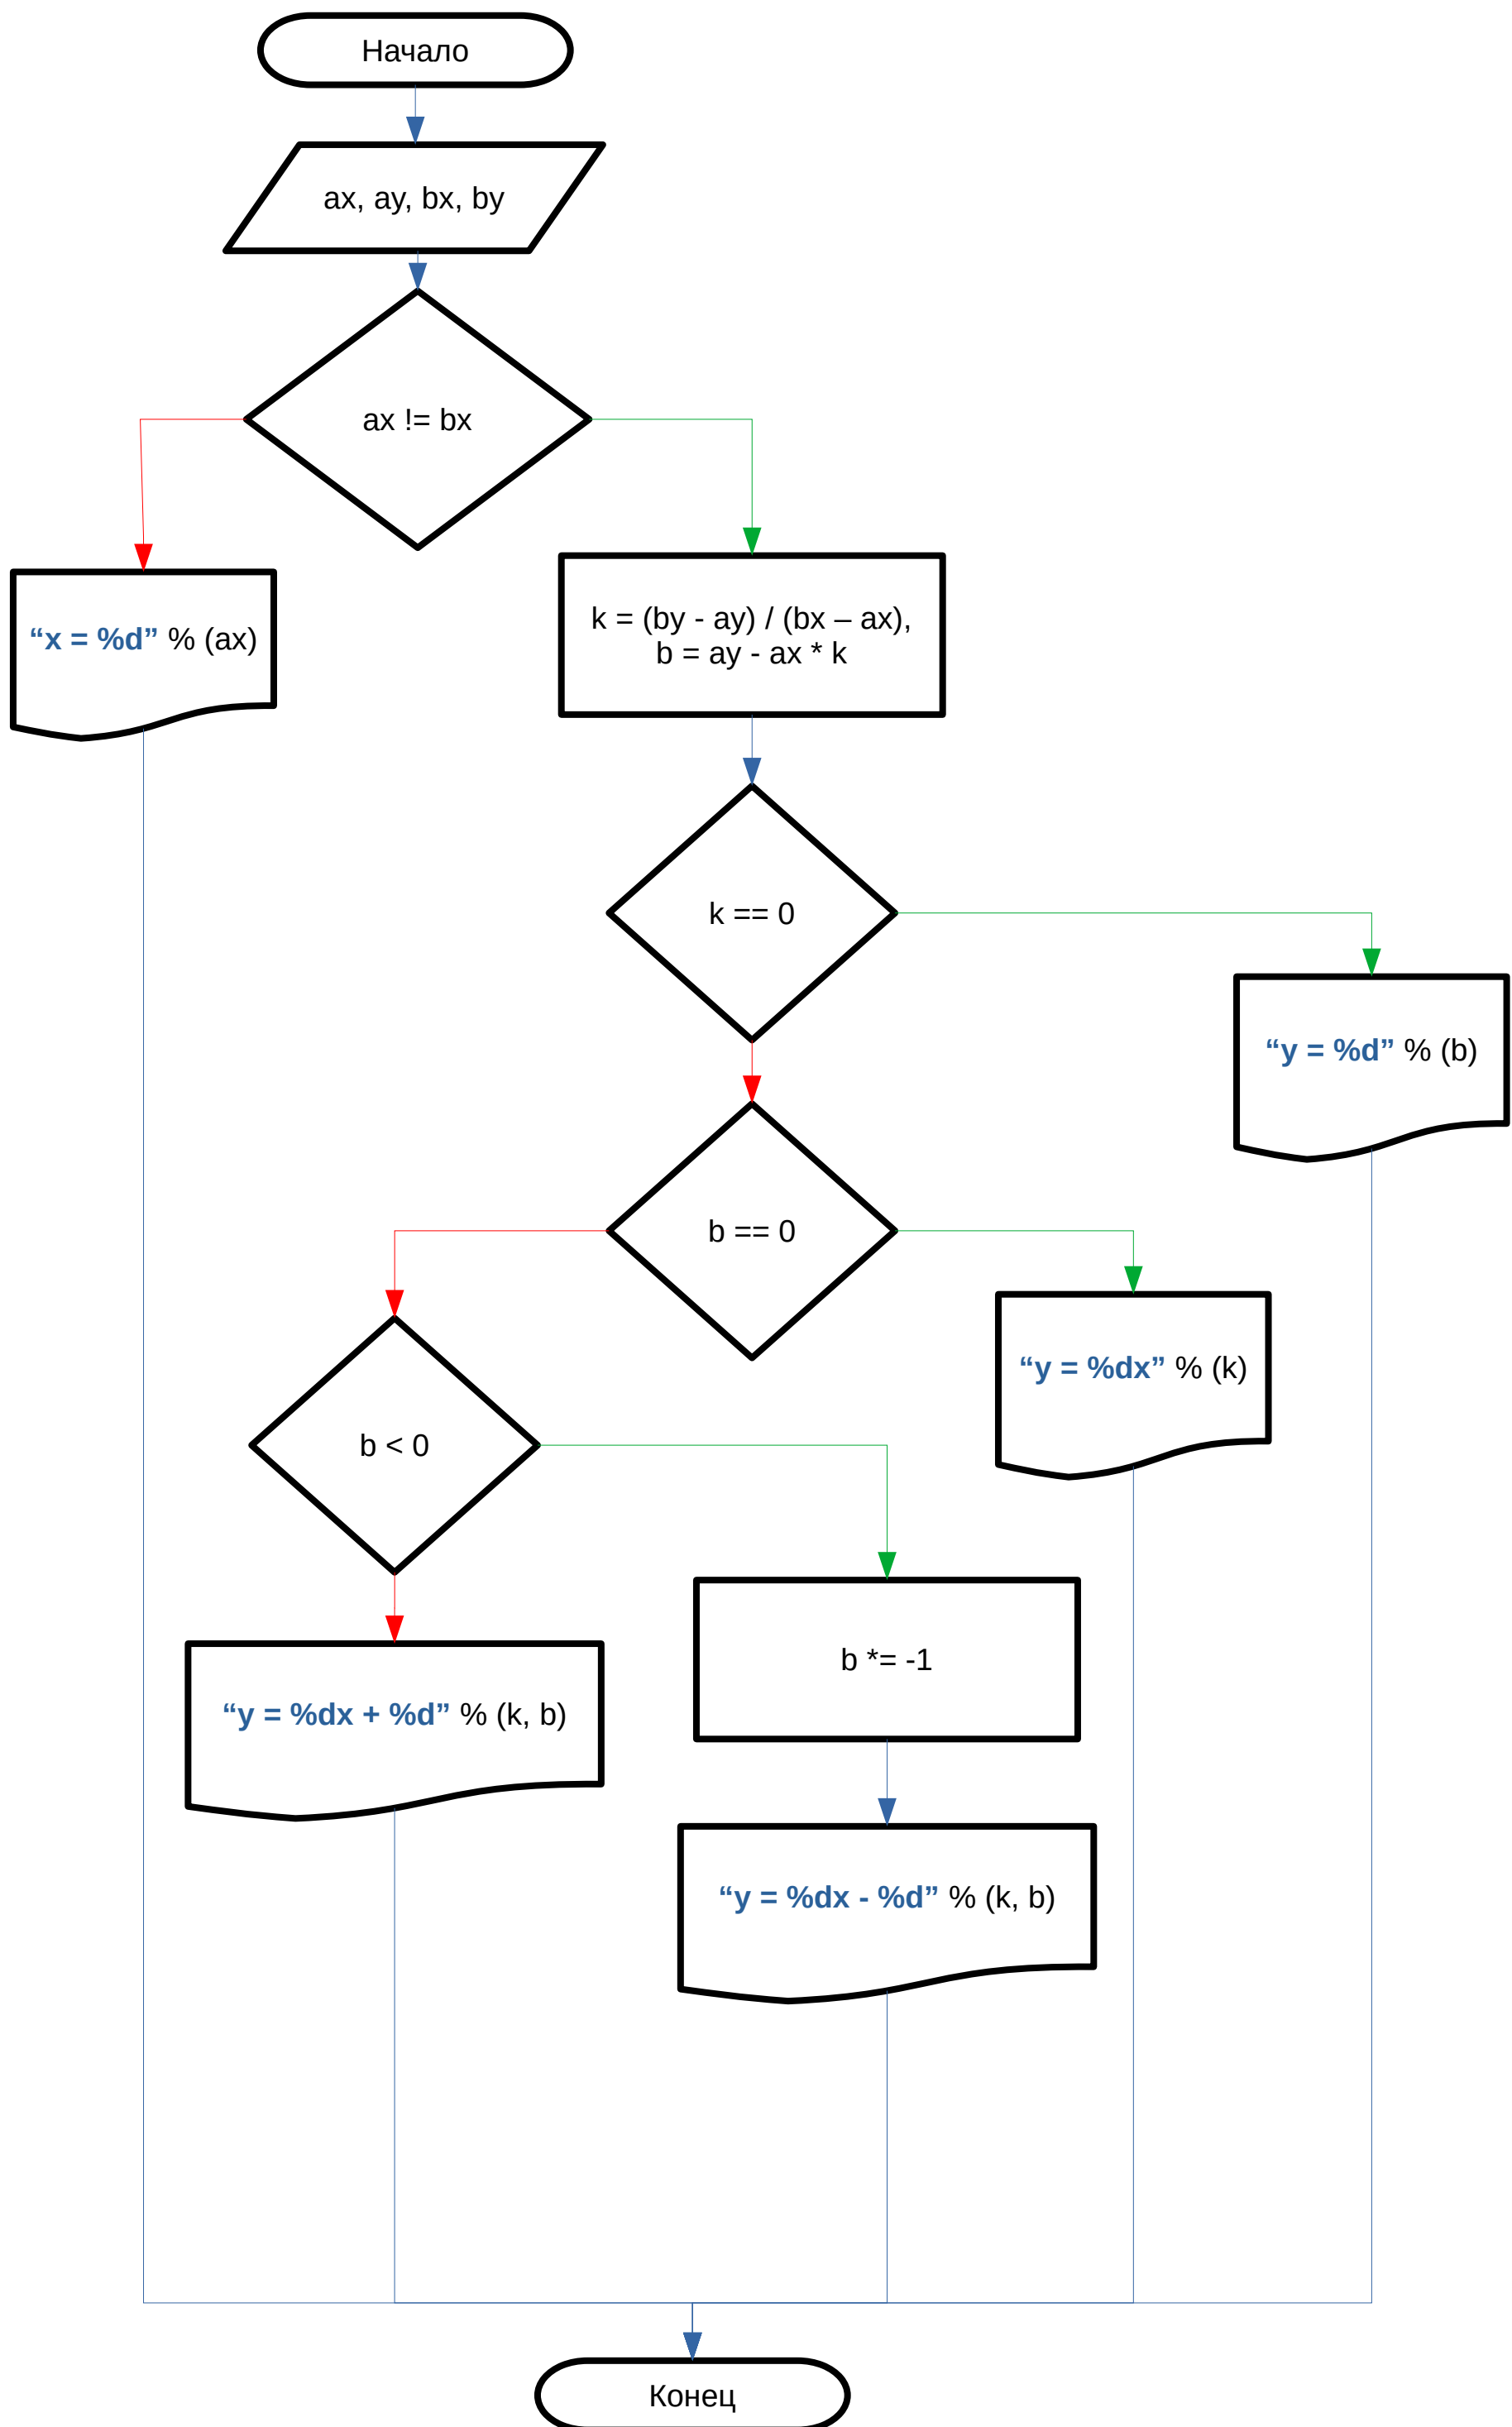 Начало
ax, ay, bx, by
ax != bx
“x = %d” % (ax)
k = (by - ay) / (bx – ax),
b = ay - ax * k
k == 0
“y = %d” % (b)
b == 0
“y = %dx” % (k)
b < 0
b *= -1
“y = %dx + %d” % (k, b)
“y = %dx - %d” % (k, b)
Конец